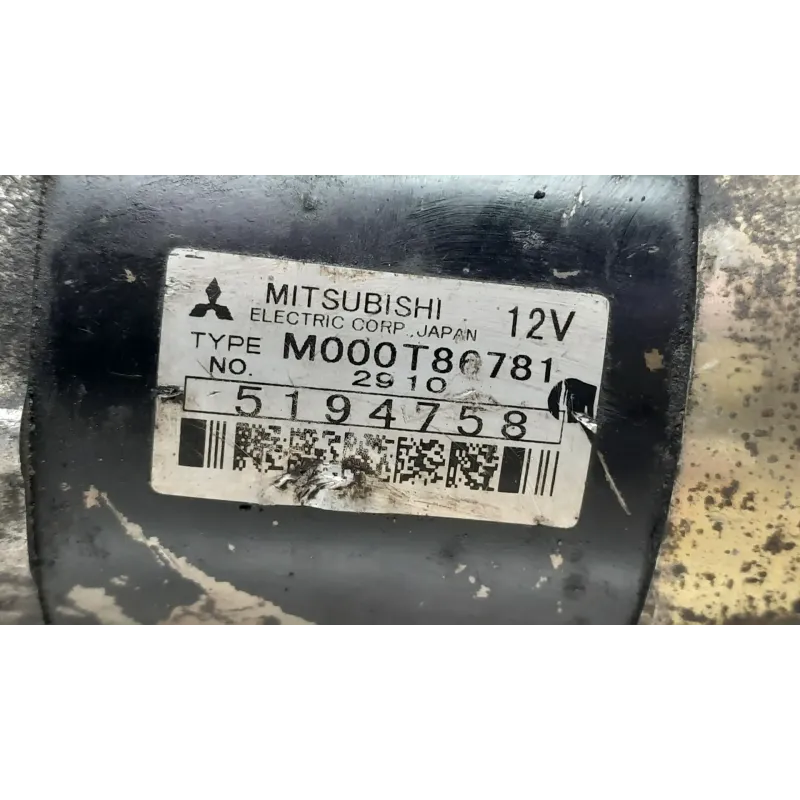 MITSUBISHI 12V
ELECTRIC CORP., JAPAN
TYPE M000T86781
NO. 2910
5194758